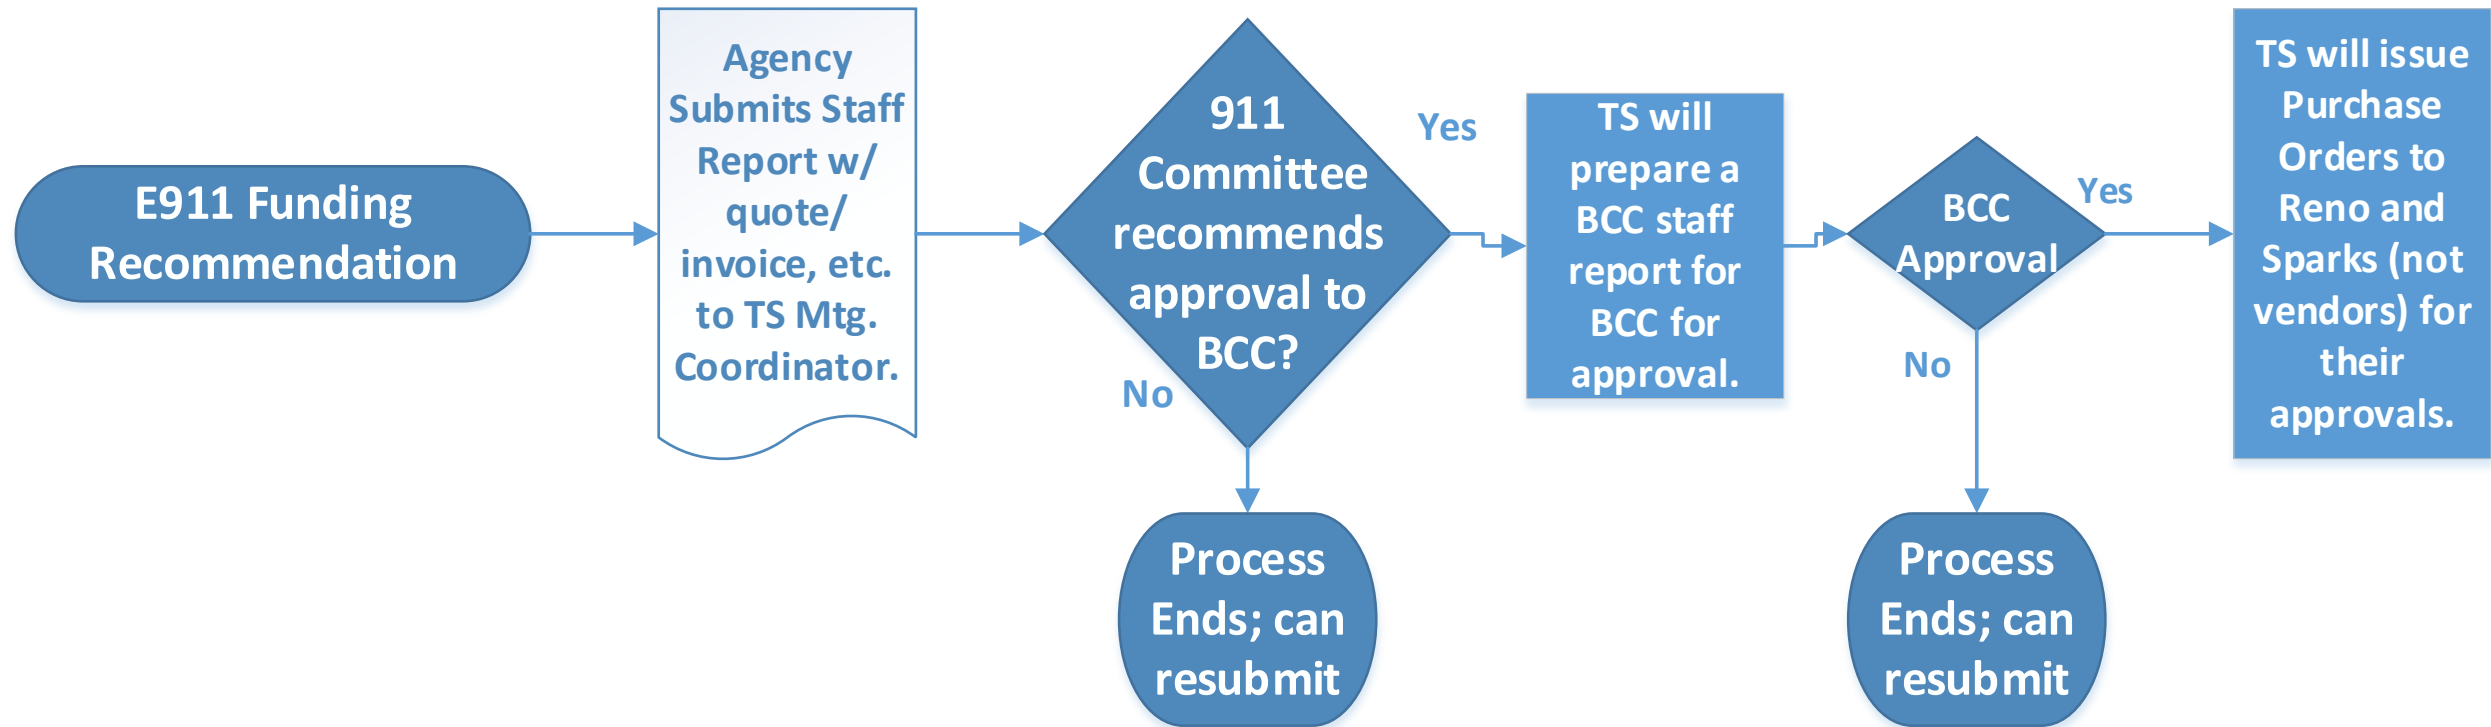 E911 Funding
Recommendation
Agency
Submits Staff
Report w/
quote/
invoice, etc.
to TS Mtg.
Coordinator.
911
Committee
recommends
approval to
BCC?
Yes
No
Process
Ends; can
resubmit
TS will
prepare a
BCC staff
report for
BCC for
approval.
BCC
Approval
Yes
No
Process
Ends; can
resubmit
TS will issue
Purchase
Orders to
Reno and
Sparks (not
vendors) for
their
approvals.